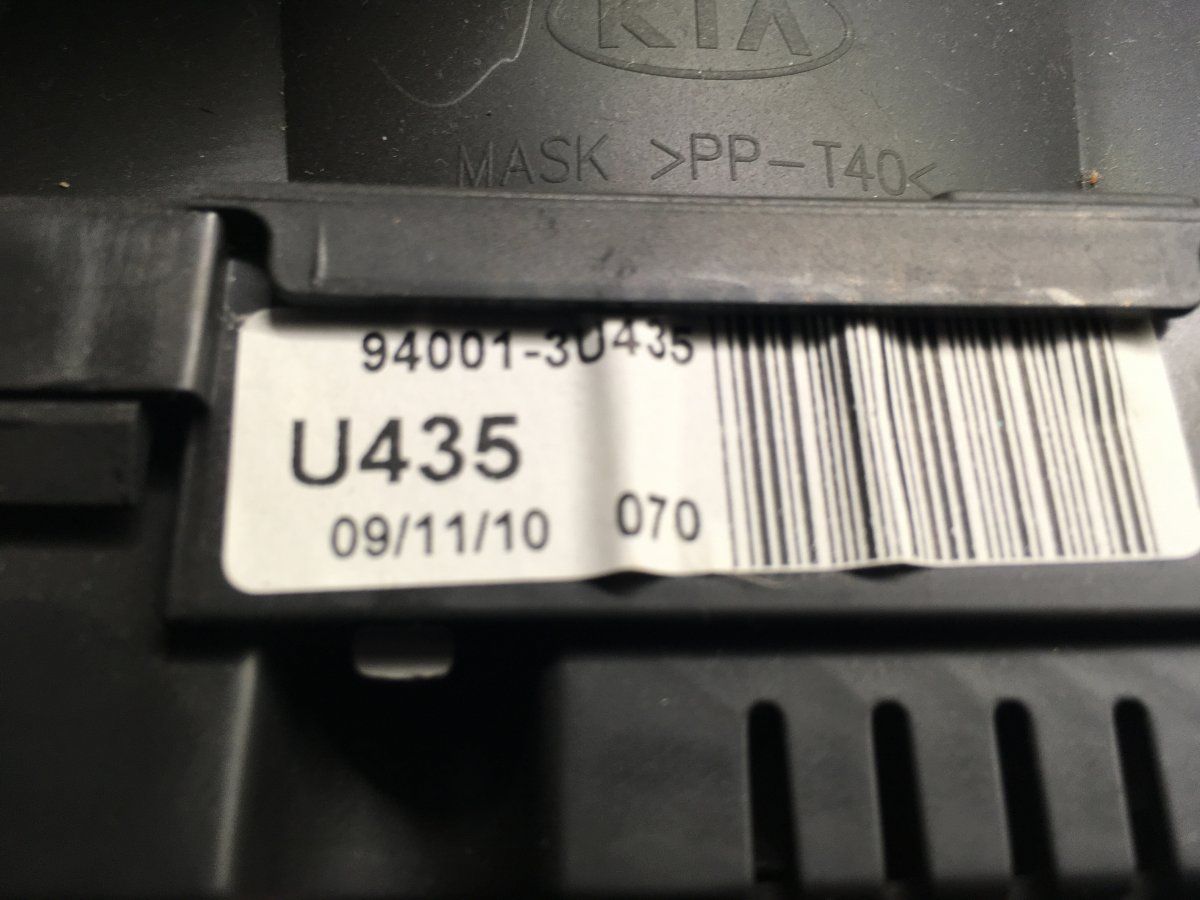 KIA
MASK >PP-T40<
94001-3U435
U435
09/11/10 070